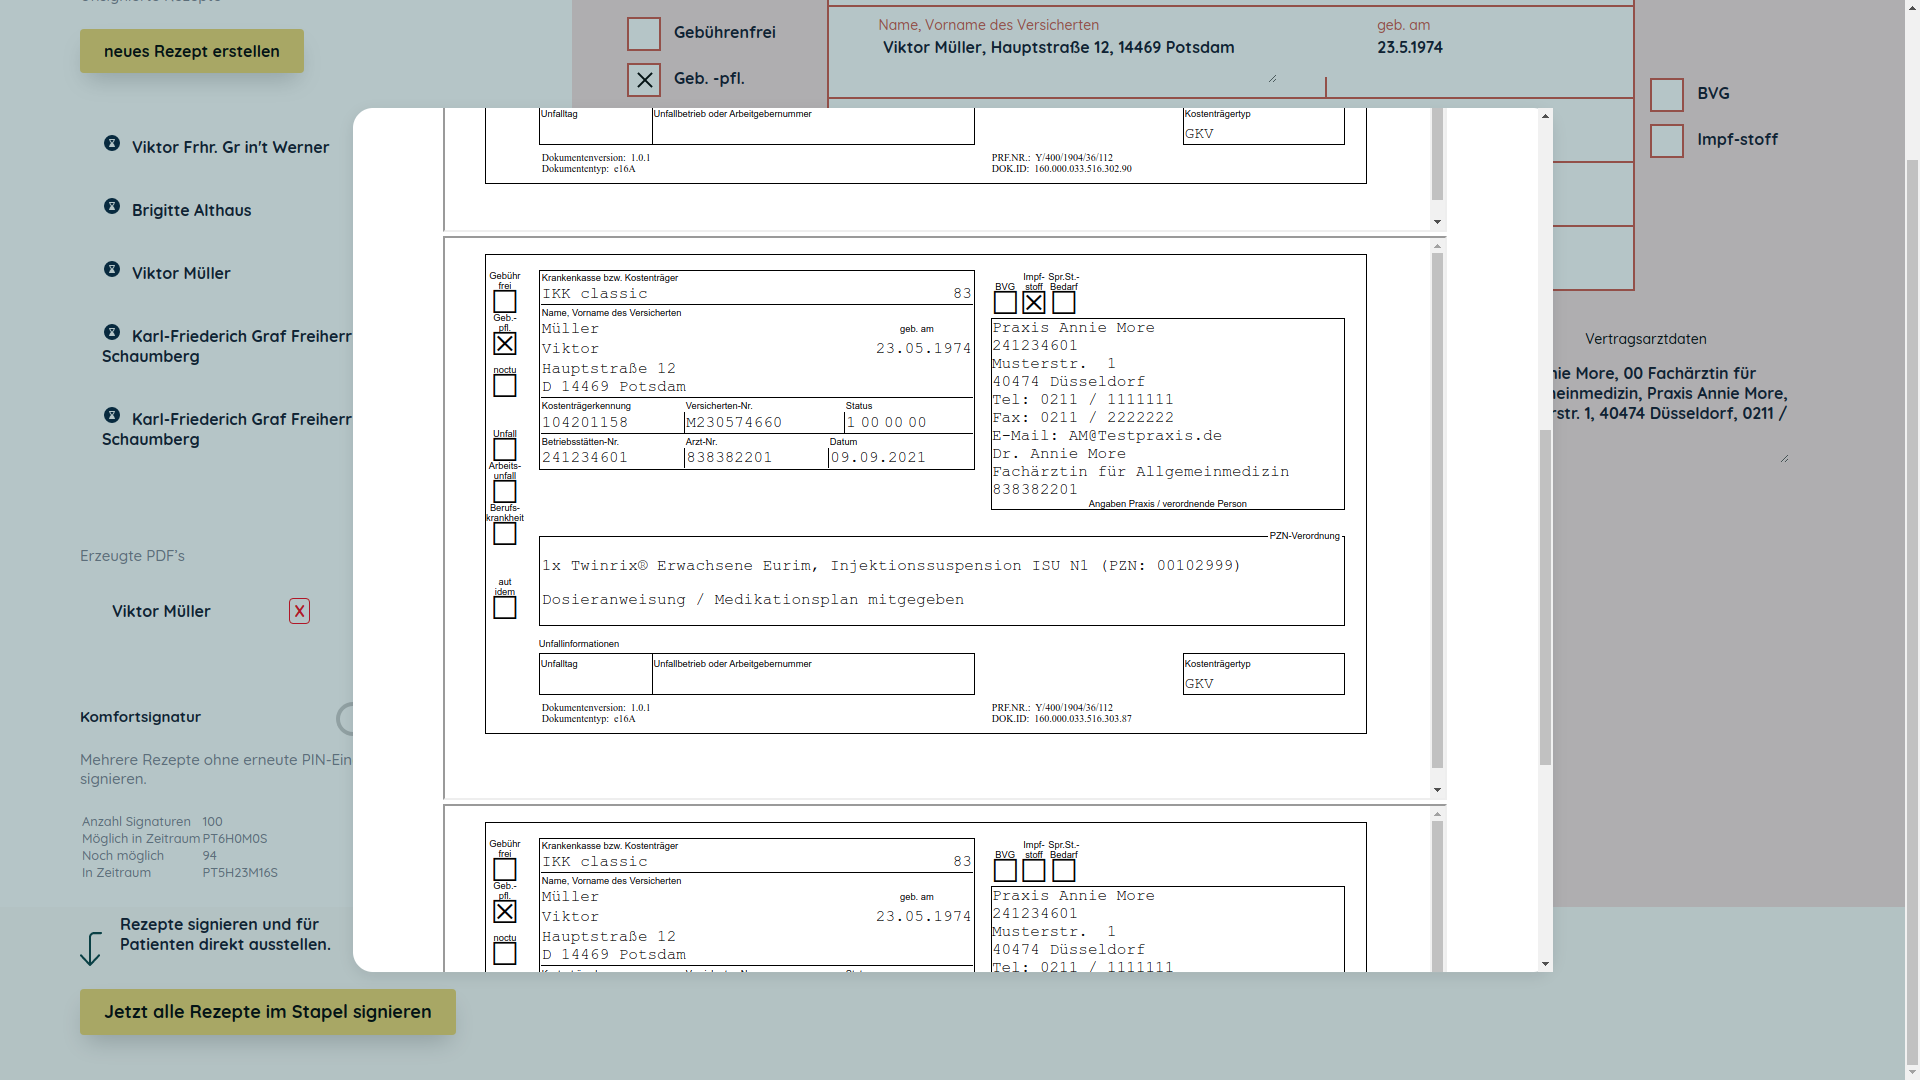 neues Rezept erstellen
Viktor Frhr. Gr in't Werner
Brigitte Althaus
Viktor Müller
Karl-Friederich Graf Freiherr
Schaumberg
Karl-Friederich Graf Freiherr
Schaumberg
Erzeugte PDF's
Viktor Müller X
Komfortsignatur
Mehrere Rezepte ohne erneute PIN-Ein
signieren.
Anzahl Signaturen 100
Möglich in Zeitraum PT6H0M0S
Noch möglich 94
In Zeitraum PT5H23M16S
Rezepte signieren und für
Patienten direkt ausstellen.
Jetzt alle Rezepte im Stapel signieren
Gebührenfrei
Geb. -pfl.
Name, Vorname des Versicherten
Viktor Müller, Hauptstraße 12, 14469 Potsdam
geb. am
23.5.1974
BVG
Impf-stoff
Vertragsarztdaten
nie More, 00 Fachärztin für
einmedizin, Praxis Annie More,
rstr. 1, 40474 Düsseldorf, 0211 /
Unfalltag
Unfallbetrieb oder Arbeitgebernummer
Kostenträgertyp
GKV
Dokumentenversion: 1.0.1
Dokumententyp: e16A
PRF.NR.: Y/400/1904/36/112
DOK.ID: 160.000.033.516.302.90
Gebühr
frei
Geb.-
pfl.
noctu
Unfall
Arbeits-
unfall
Berufs-
krankheit
aut
idem
Krankenkasse bzw. Kostenträger
IKK classic 83
Name, Vorname des Versicherten
Müller
geb. am
Viktor 23.05.1974
Hauptstraße 12
D 14469 Potsdam
Kostenträgerkennung Versicherten-Nr. Status
104201158 M230574660 1 00 00 00
Betriebsstätten-Nr. Arzt-Nr. Datum
241234601 838382201 09.09.2021
BVG
Impf-
stoff
Spr.St.-
Bedarf
Praxis Annie More
241234601
Musterstr. 1
40474 Düsseldorf
Tel: 0211 / 1111111
Fax: 0211 / 2222222
E-Mail: AM@Testpraxis.de
Dr. Annie More
Fachärztin für Allgemeinmedizin
838382201
Angaben Praxis / verordnende Person
PZN-Verordnung
1x Twinrix® Erwachsene Eurim, Injektionssuspension ISU N1 (PZN: 00102999)
Dosieranweisung / Medikationsplan mitgegeben
Unfallinformationen
Unfalltag
Unfallbetrieb oder Arbeitgebernummer
Kostenträgertyp
GKV
Dokumentenversion: 1.0.1
Dokumententyp: e16A
PRF.NR.: Y/400/1904/36/112
DOK.ID: 160.000.033.516.303.87
Gebühr
frei
Geb.-
pfl.
noctu
Krankenkasse bzw. Kostenträger
IKK classic 83
Name, Vorname des Versicherten
Müller
geb. am
Viktor 23.05.1974
Hauptstraße 12
D 14469 Potsdam
BVG
Impf-
stoff
Spr.St.-
Bedarf
Praxis Annie More
241234601
Musterstr. 1
40474 Düsseldorf
Tel: 0211 / 1111111